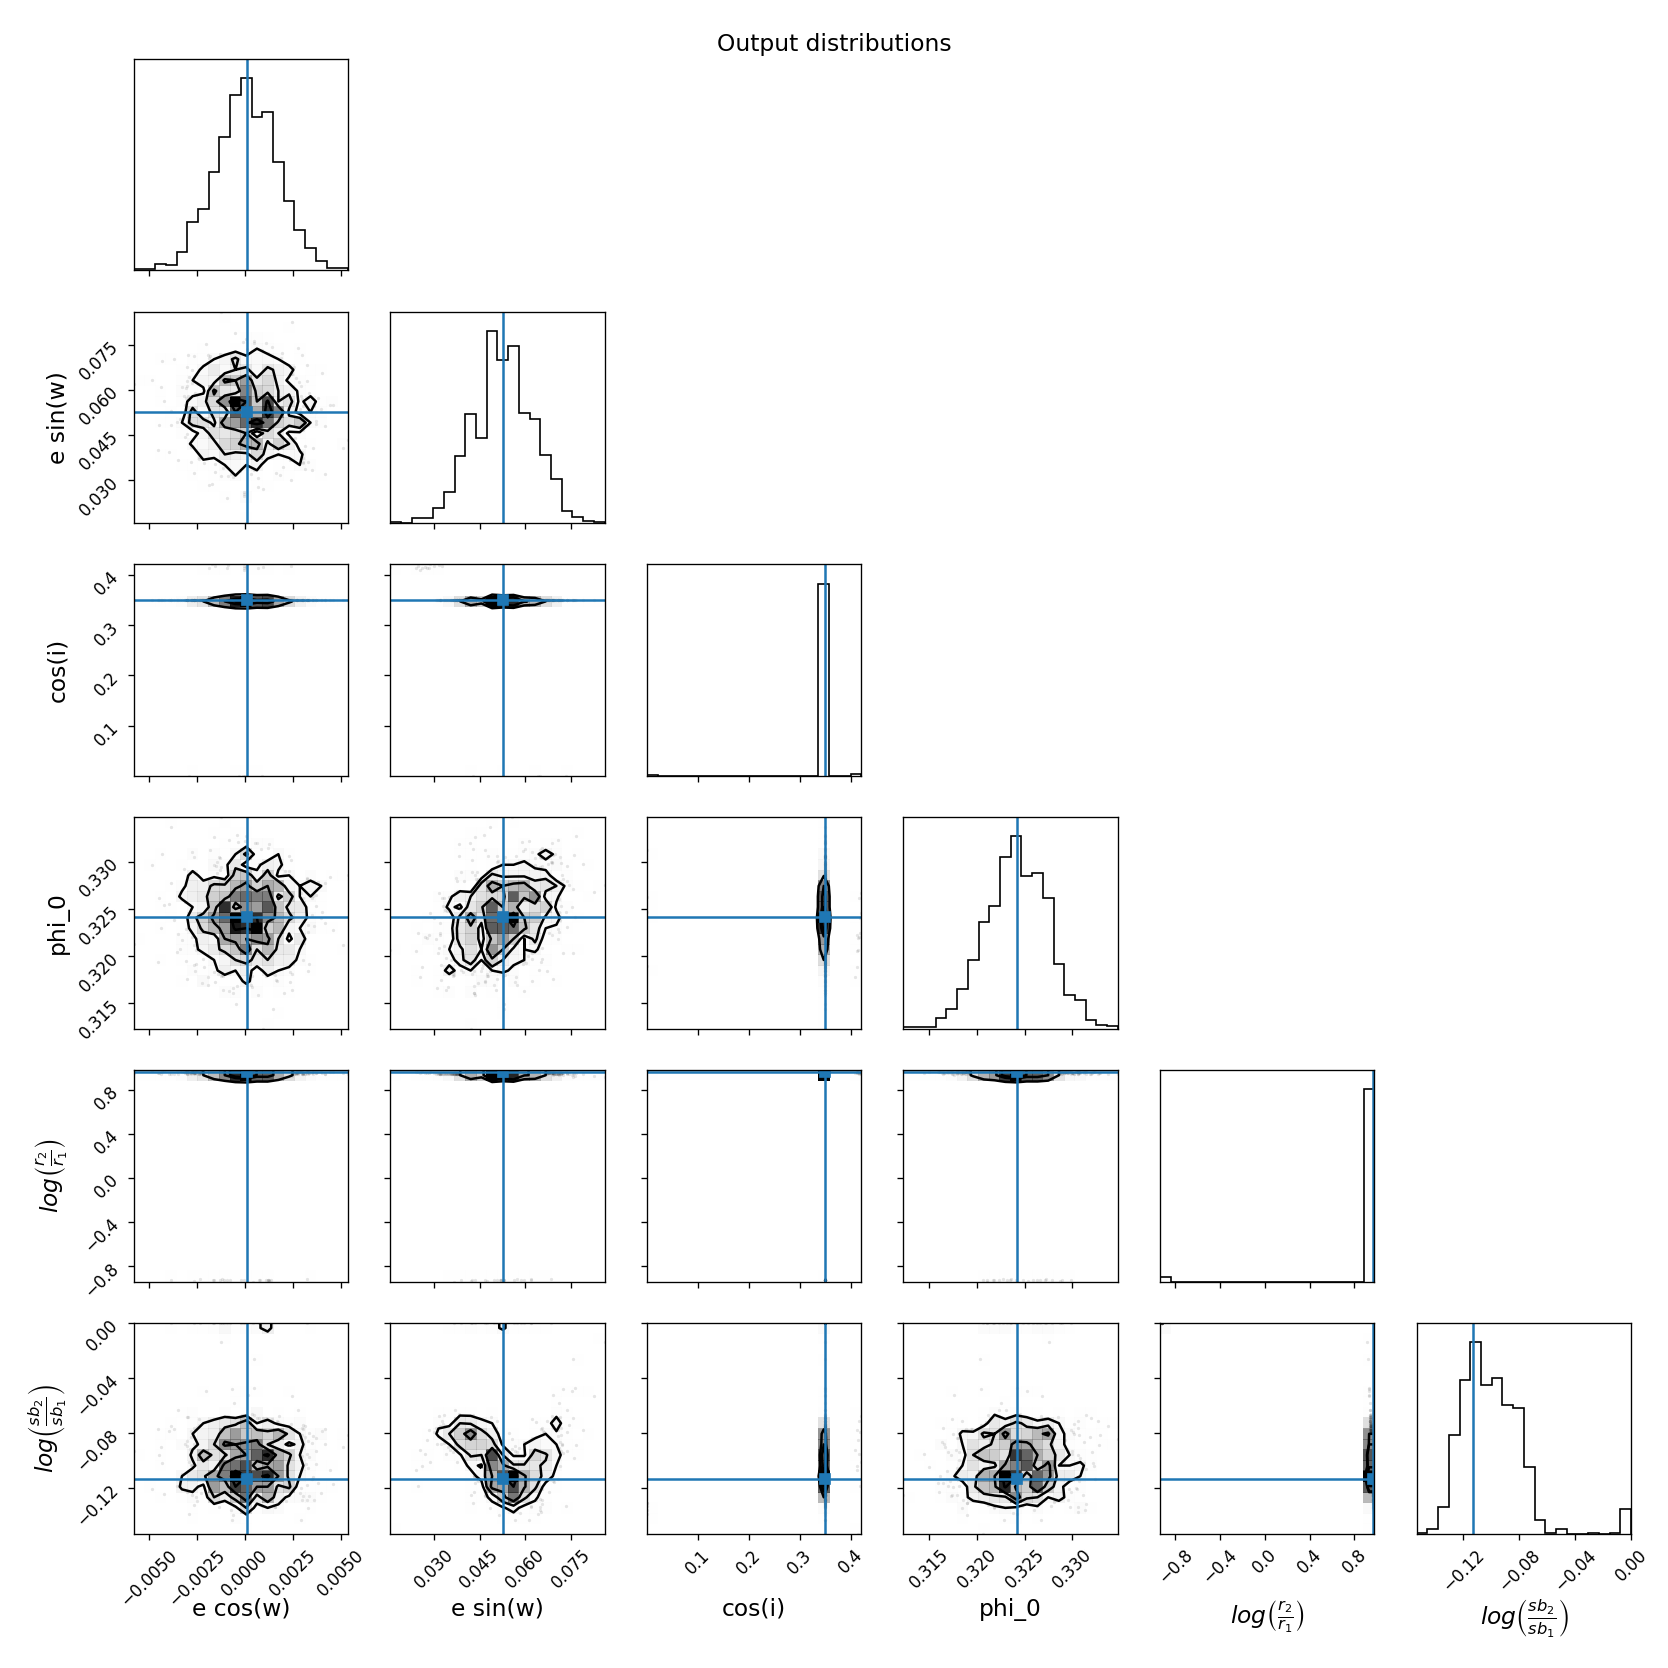 Output distributions
e sin(w)
0.075
0.060
0.045
0.030
cos(i)
0.4
0.3
0.2
0.1
phi_0
0.330
0.325
0.320
0.315
log(r₂/r₁)
0.8
0.4
0.0
−0.4
−0.8
log(sb₂/sb₁)
0.00
−0.04
−0.08
−0.12
−0.0050 −0.0025 0.0000 0.0025 0.0050
0.030 0.045 0.060 0.075
0.1 0.2 0.3 0.4
0.315 0.320 0.325 0.330
−0.8 −0.4 0.0 0.4 0.8
−0.12 −0.08 −0.04 0.00
e cos(w)
e sin(w)
cos(i)
phi_0
log(r₂/r₁)
log(sb₂/sb₁)